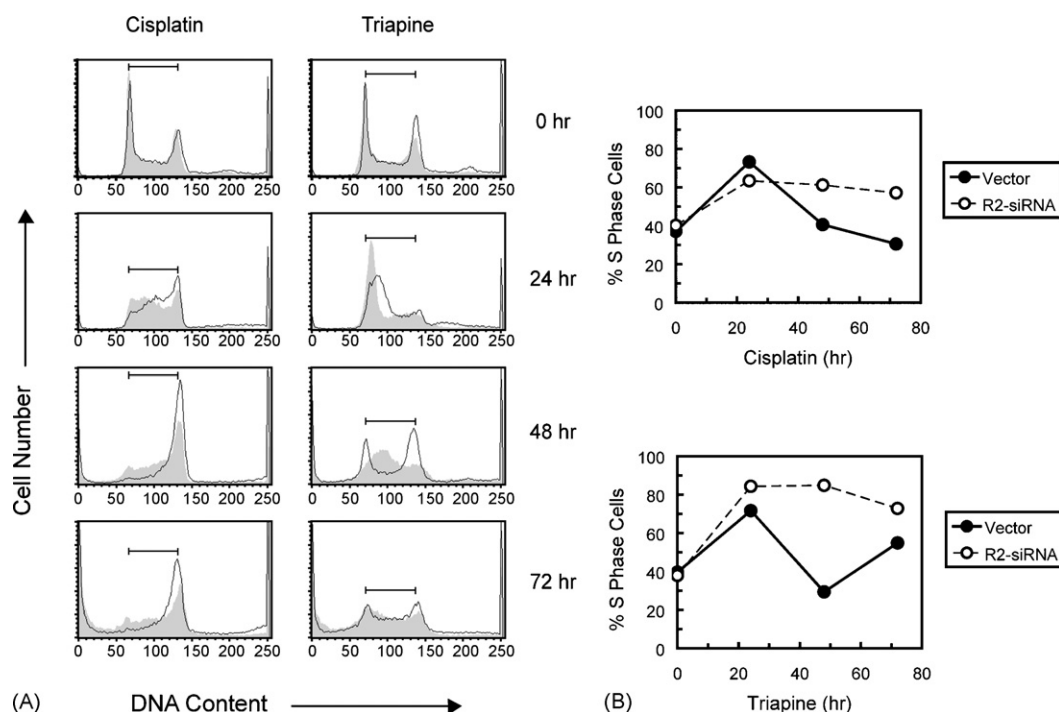 Cisplatin
Triapine
0 50 100 150 200 250
0 50 100 150 200 250
0 hr
0 50 100 150 200 250
0 50 100 150 200 250
24 hr
0 50 100 150 200 250
0 50 100 150 200 250
48 hr
0 50 100 150 200 250
0 50 100 150 200 250
72 hr
Cell Number
DNA Content
(A)
100
80
60
40
20
0
% S Phase Cells
0 20 40 60 80
Cisplatin (hr)
Vector
R2-siRNA
100
80
60
40
20
0
% S Phase Cells
0 20 40 60 80
Triapine (hr)
Vector
R2-siRNA
(B)